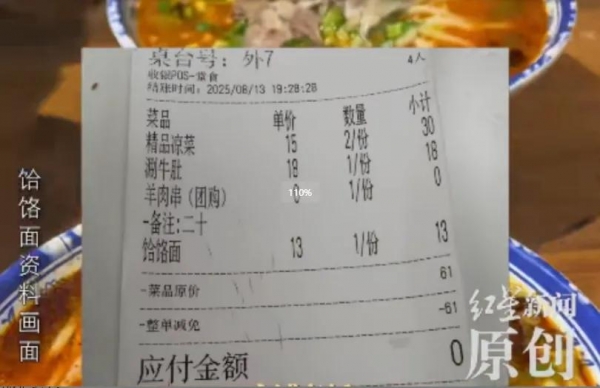 桌台号：外7 4人
收银POS-堂食
结账时间：2025/08/13 19:28:28
菜品 单价 数量 小计
精品凉菜 15 2/份 30
涮牛肚 18 1/份 18
羊肉串（团购） 0 1/份 0
-备注:二十
饸饹面 13 1/份 13
-菜品原价 61
-整单减免 -61
应付金额 0
110%
饸饹面资料画面
红星新闻
原创